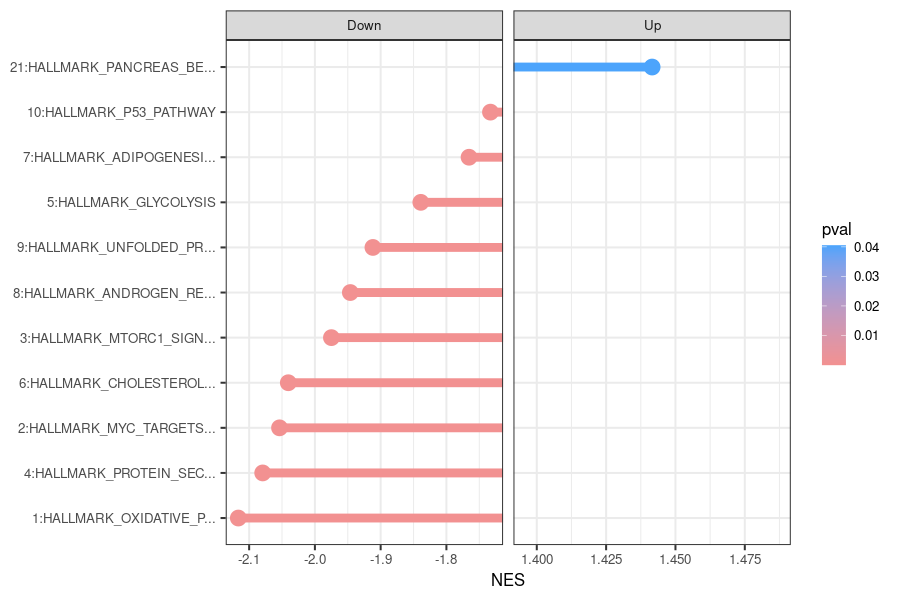 Down
Up
21:HALLMARK_PANCREAS_BE...
10:HALLMARK_P53_PATHWAY
7:HALLMARK_ADIPOGENESI...
5:HALLMARK_GLYCOLYSIS
9:HALLMARK_UNFOLDED_PR...
8:HALLMARK_ANDROGEN_RE...
3:HALLMARK_MTORC1_SIGN...
6:HALLMARK_CHOLESTEROL...
2:HALLMARK_MYC_TARGETS...
4:HALLMARK_PROTEIN_SEC...
1:HALLMARK_OXIDATIVE_P...
-2.1 -2.0 -1.9 -1.8
1.400 1.425 1.450 1.475
NES
pval
0.04
0.03
0.02
0.01